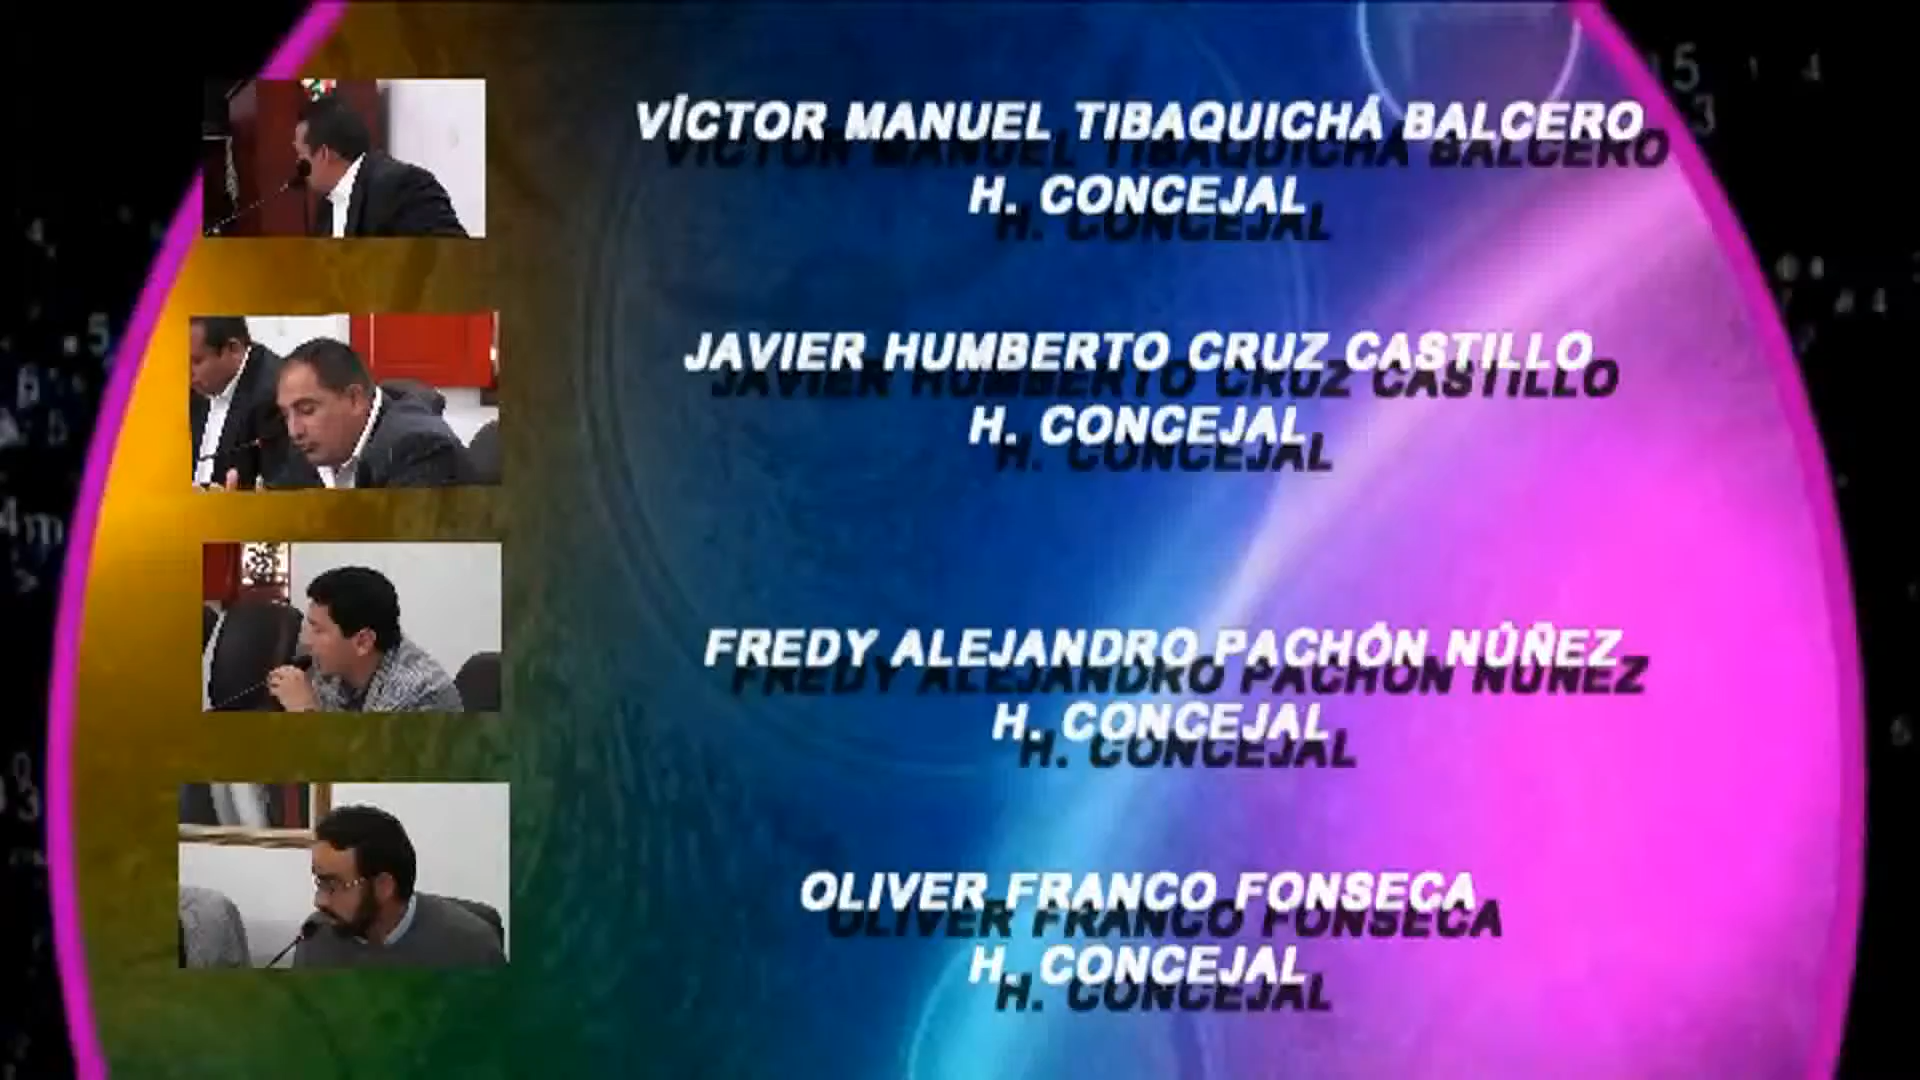 VÍCTOR MANUEL TIBAQUICHÁ BALCERO
H. CONCEJAL
JAVIER HUMBERTO CRUZ CASTILLO
H. CONCEJAL
FREDY ALEJANDRO PACHÓN NÚÑEZ
H. CONCEJAL
OLIVER FRANCO FONSECA
H. CONCEJAL